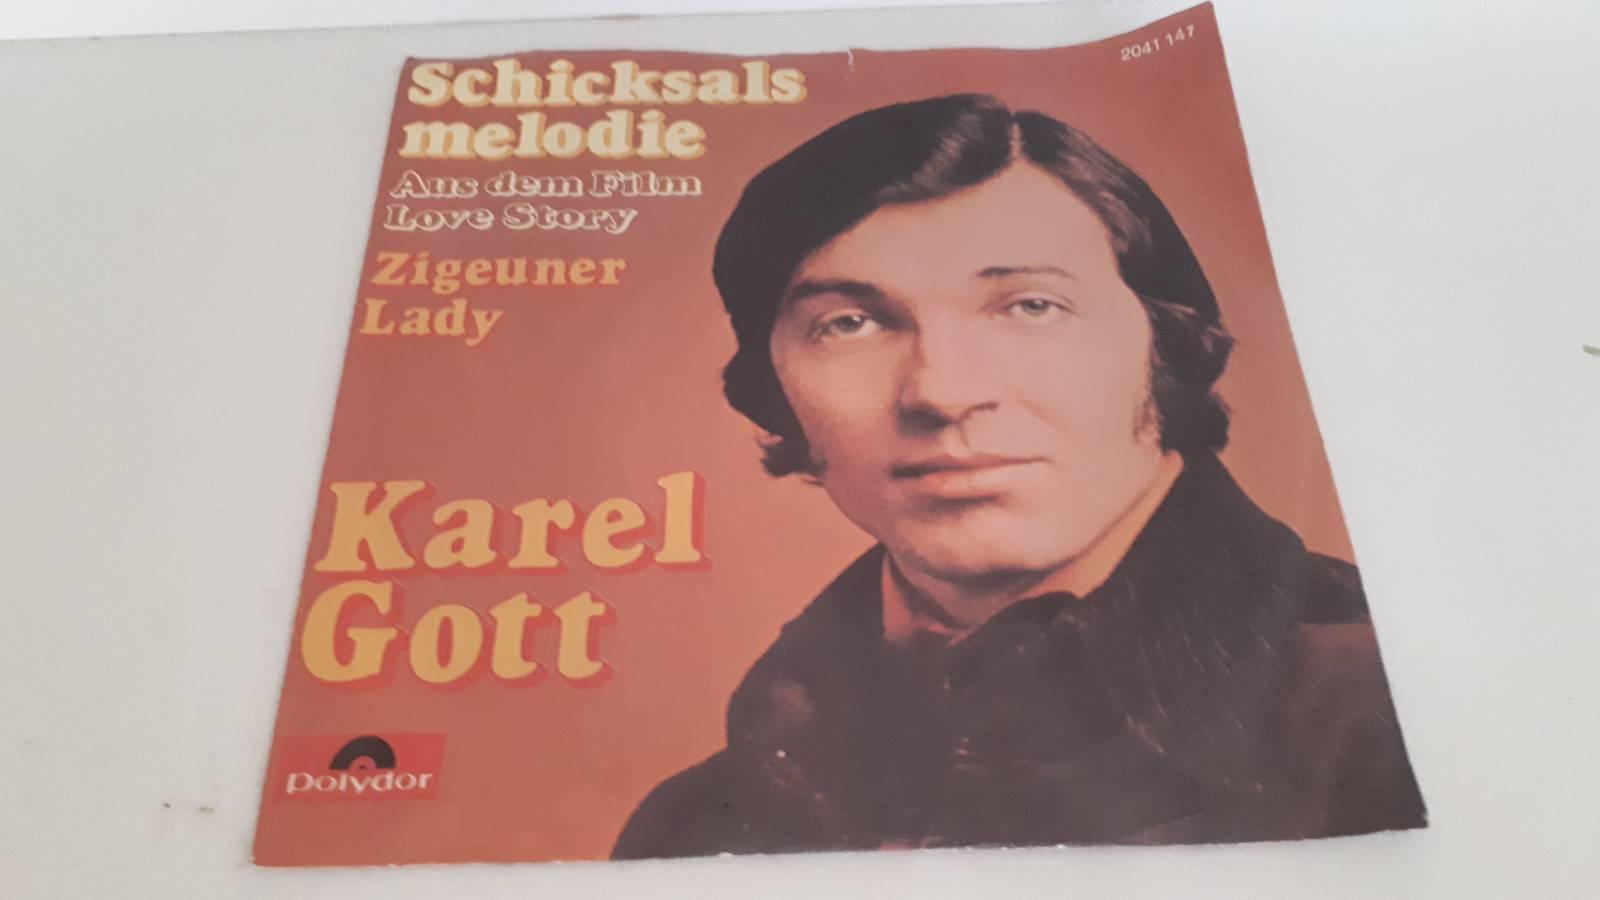 2041 147
Schicksals
melodie
Aus dem Film
Love Story
Zigeuner
Lady
Karel
Gott
polydor